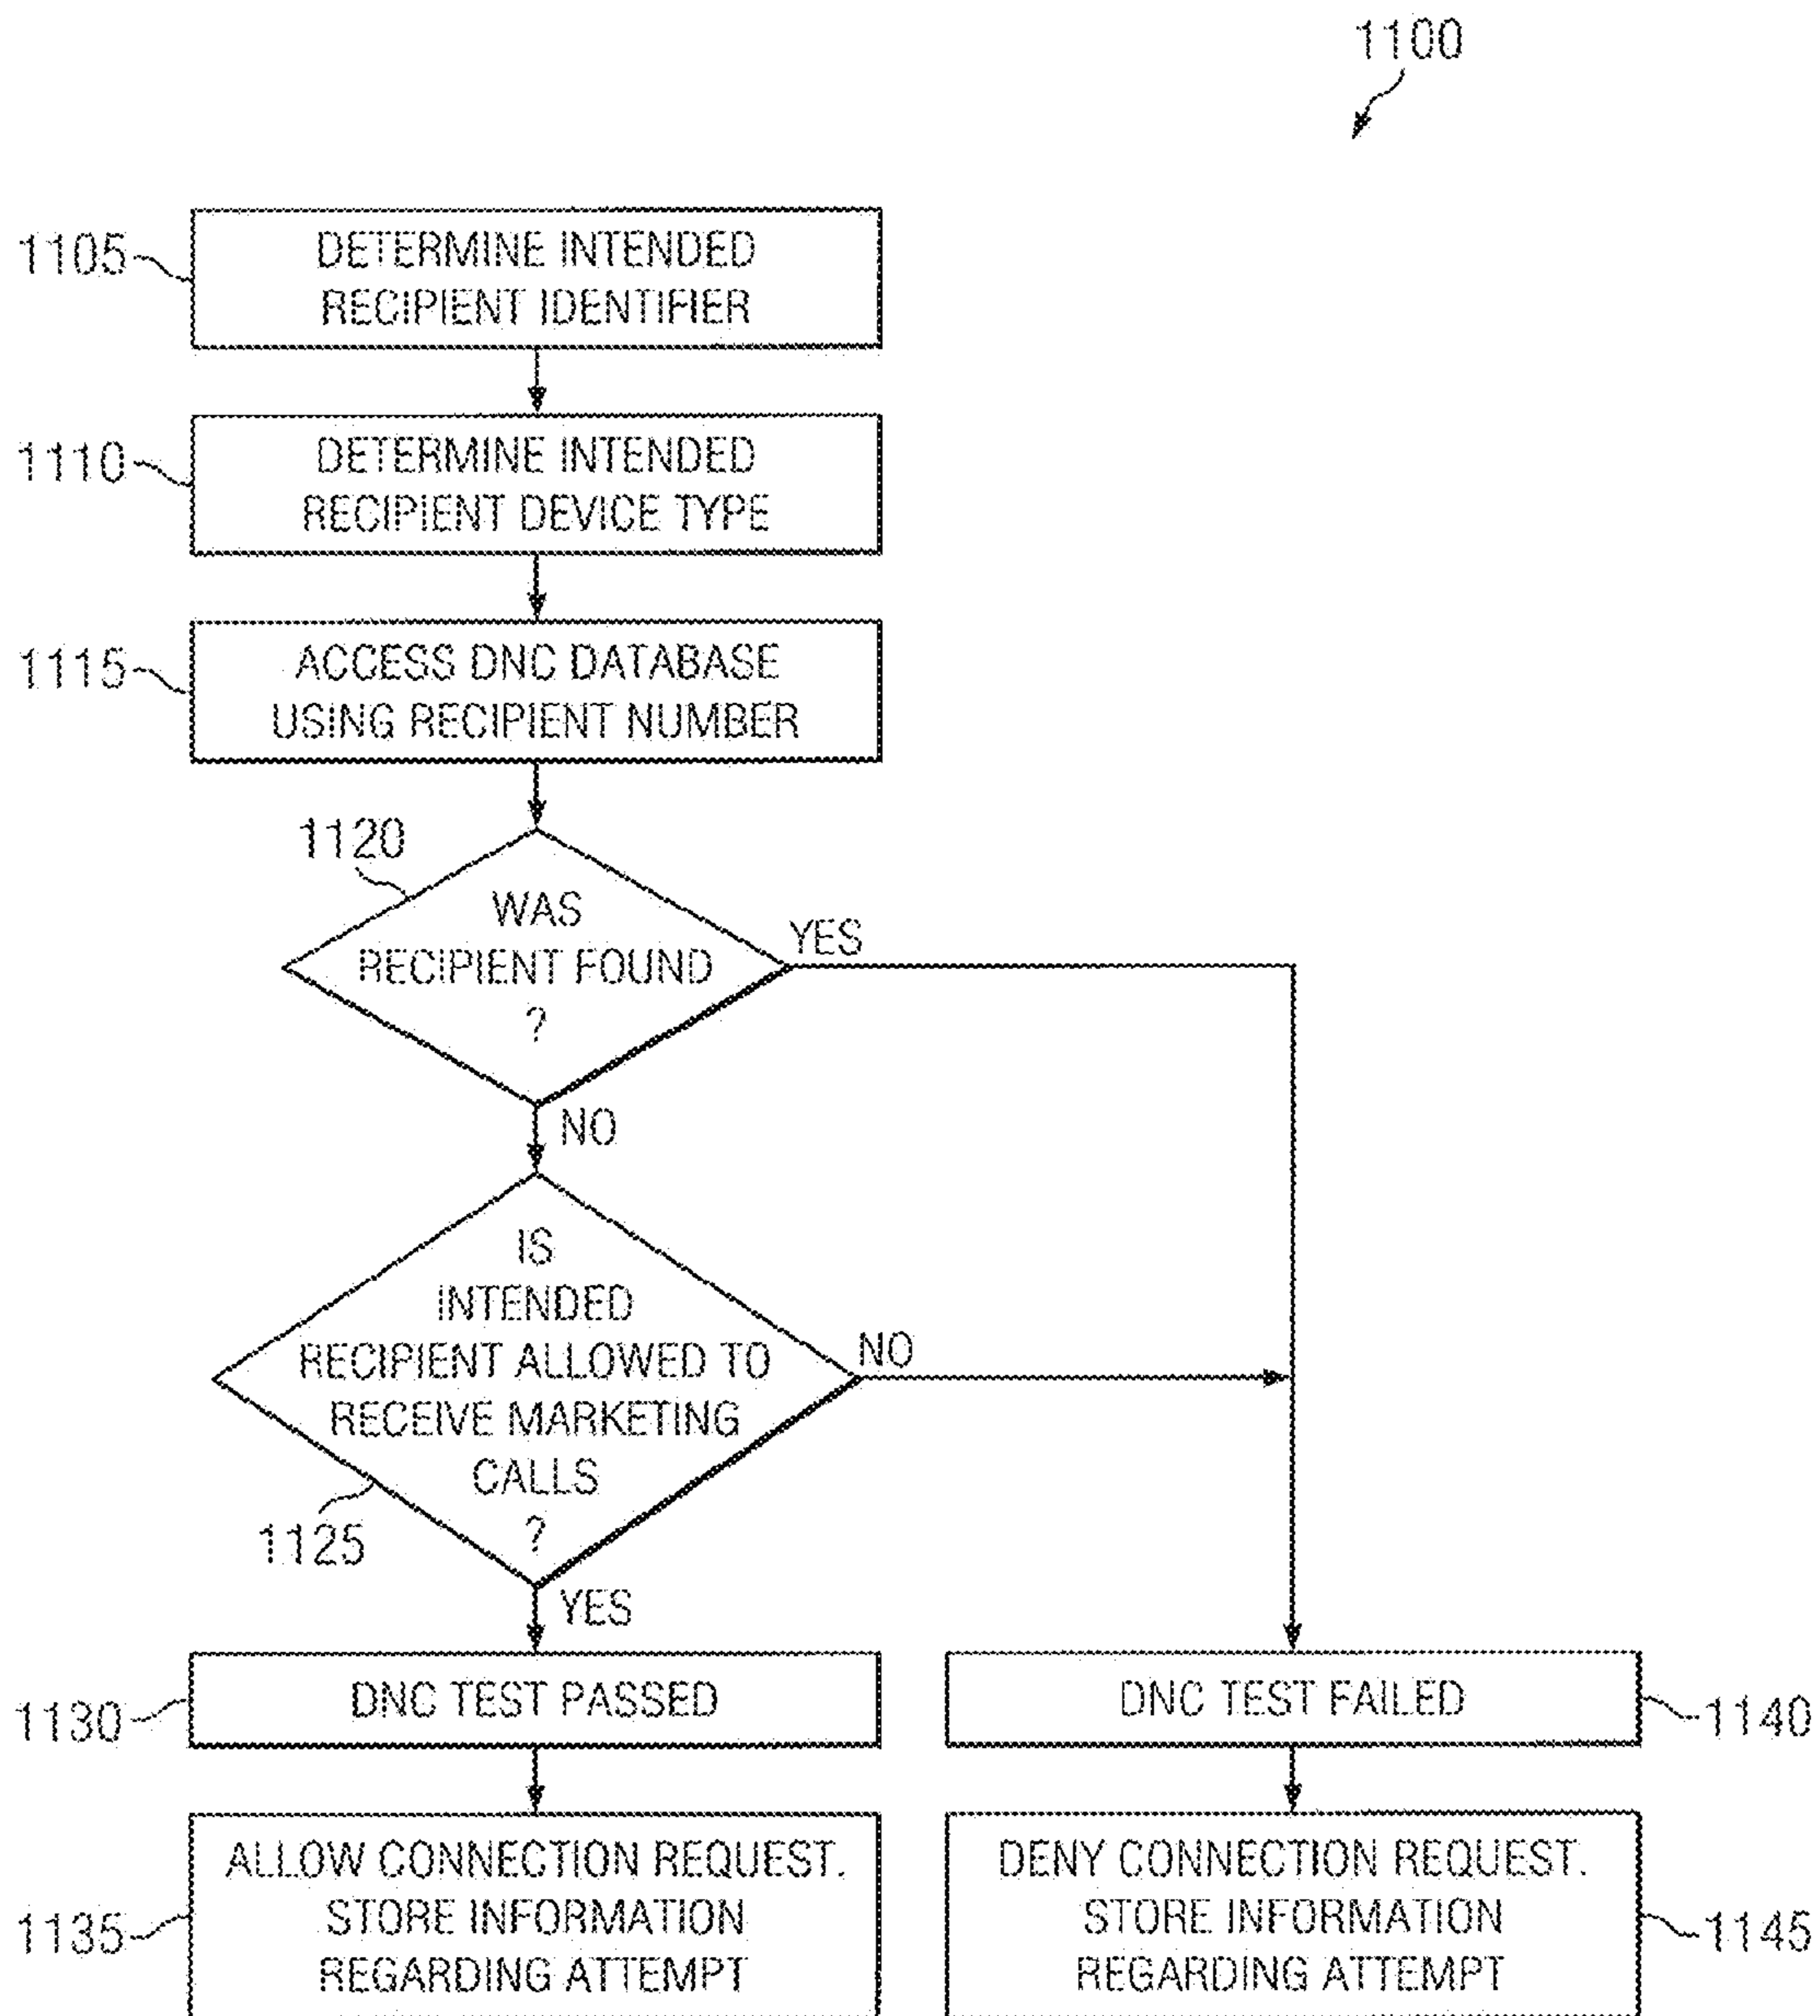 1100
1105
DETERMINE INTENDED
RECIPIENT IDENTIFIER
1110
DETERMINE INTENDED
RECIPIENT DEVICE TYPE
1115
ACCESS DNC DATABASE
USING RECIPIENT NUMBER
1120
WAS
RECIPIENT FOUND
?
YES
NO
IS
INTENDED
RECIPIENT ALLOWED TO
RECEIVE MARKETING
CALLS
?
NO
1125
YES
1130
DNC TEST PASSED
DNC TEST FAILED
1140
1135
ALLOW CONNECTION REQUEST.
STORE INFORMATION
REGARDING ATTEMPT
DENY CONNECTION REQUEST.
STORE INFORMATION
REGARDING ATTEMPT
1145